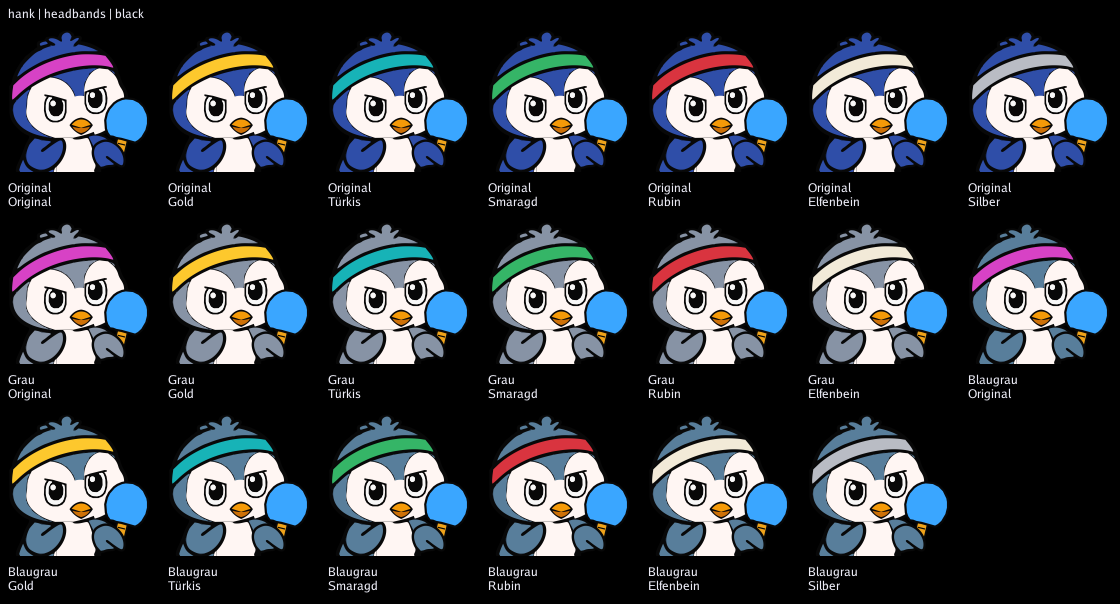 hank | headbands | black
Original
Original
Original
Gold
Original
Türkis
Original
Smaragd
Original
Rubin
Original
Elfenbein
Original
Silber
Grau
Original
Grau
Gold
Grau
Türkis
Grau
Smaragd
Grau
Rubin
Grau
Elfenbein
Blaugrau
Original
Blaugrau
Gold
Blaugrau
Türkis
Blaugrau
Smaragd
Blaugrau
Rubin
Blaugrau
Elfenbein
Blaugrau
Silber